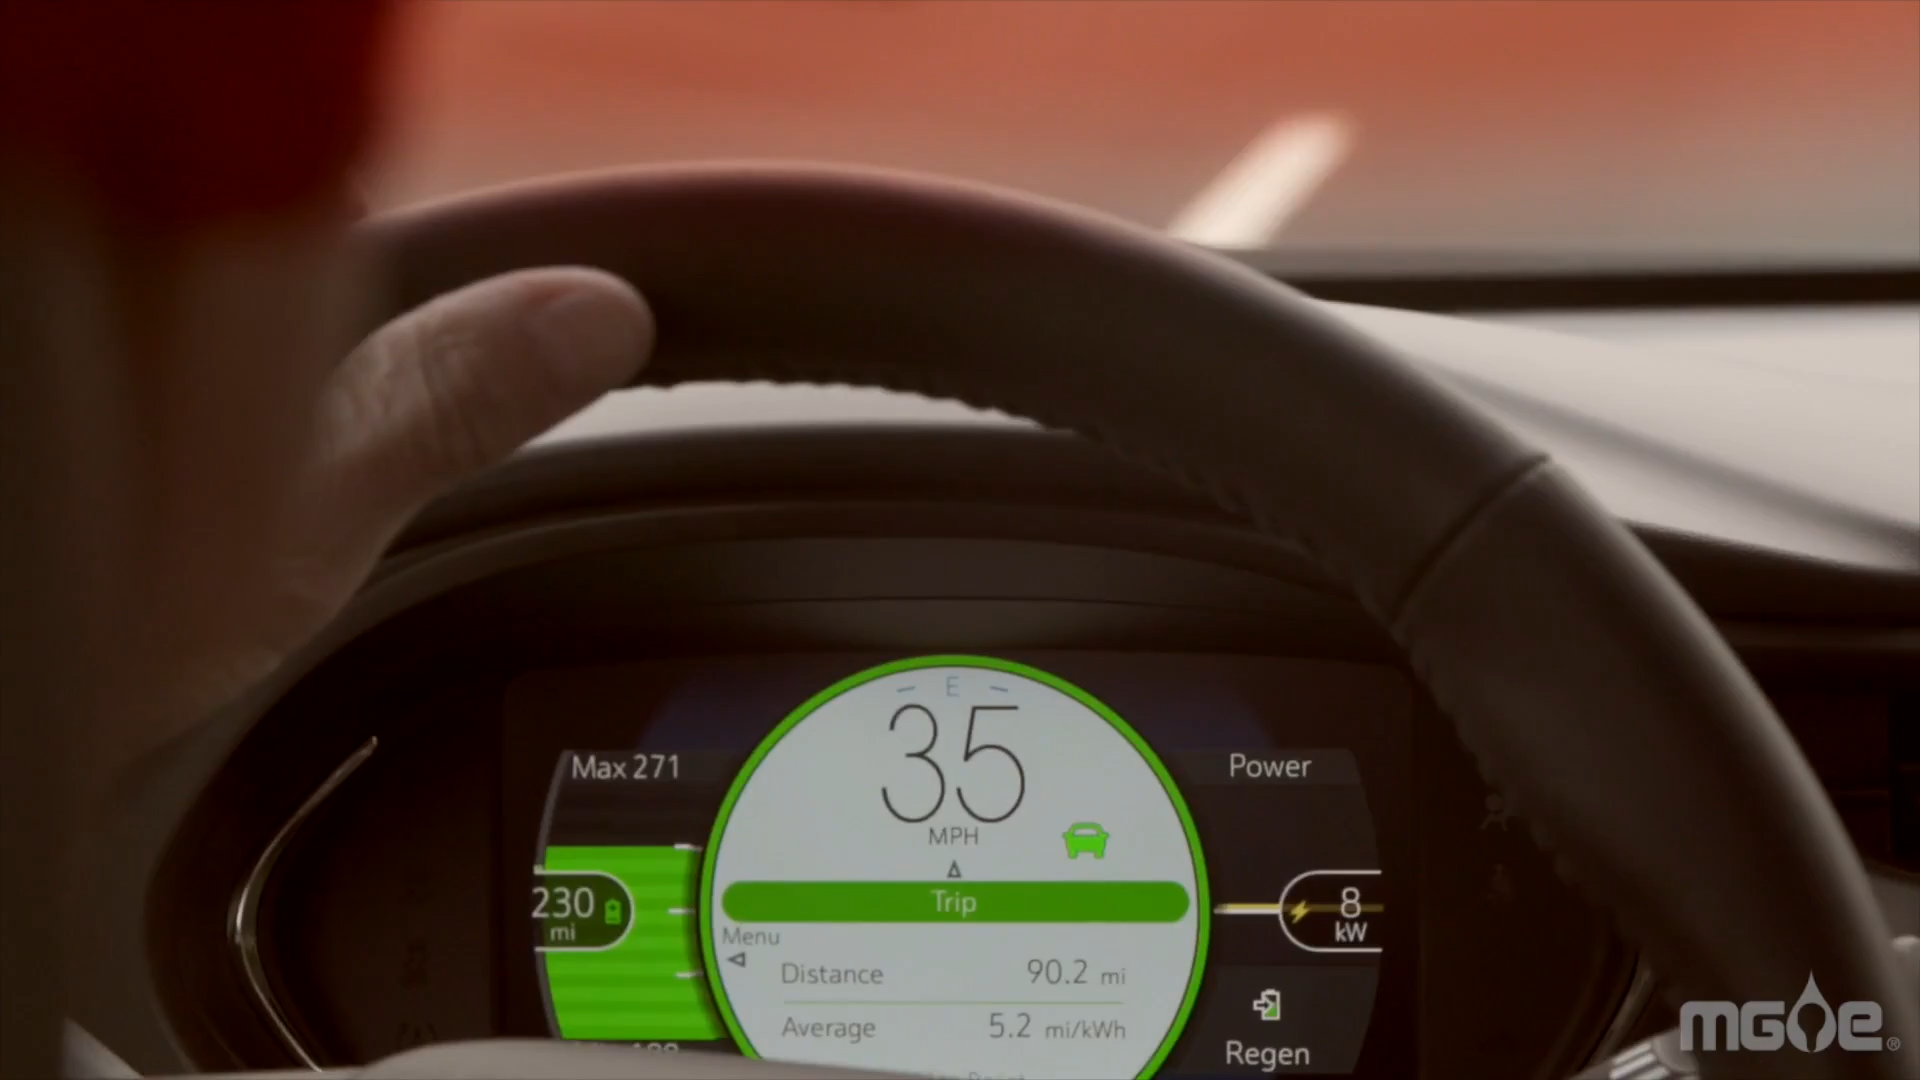 E
35
MPH
Max 271
Power
230
mi
Trip
8
kW
Menu
Distance 90.2 mi
Average 5.2 mi/kWh
Regen
mge®